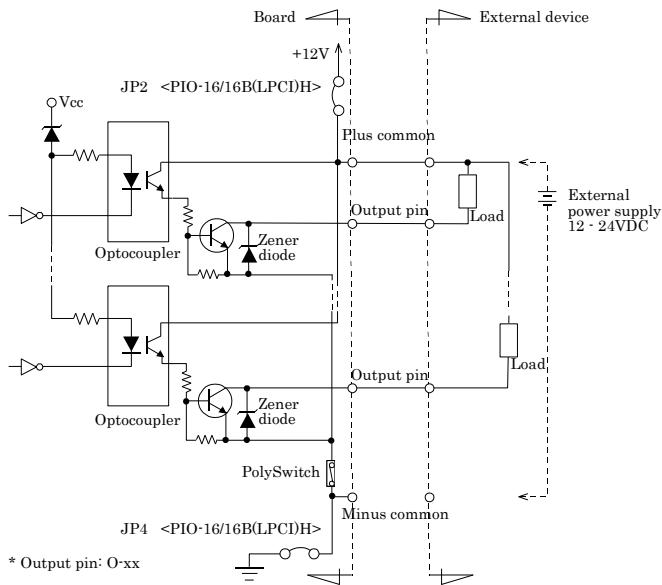 Board
External device
+12V
JP2 <PIO-16/16B(LPCI)H>
Vcc
Plus common
External
power supply
12 - 24VDC
Output pin
Load
Optocoupler
Zener
diode
Load
Output pin
Optocoupler
Zener
diode
PolySwitch
Minus common
JP4 <PIO-16/16B(LPCI)H>
* Output pin: O-xx